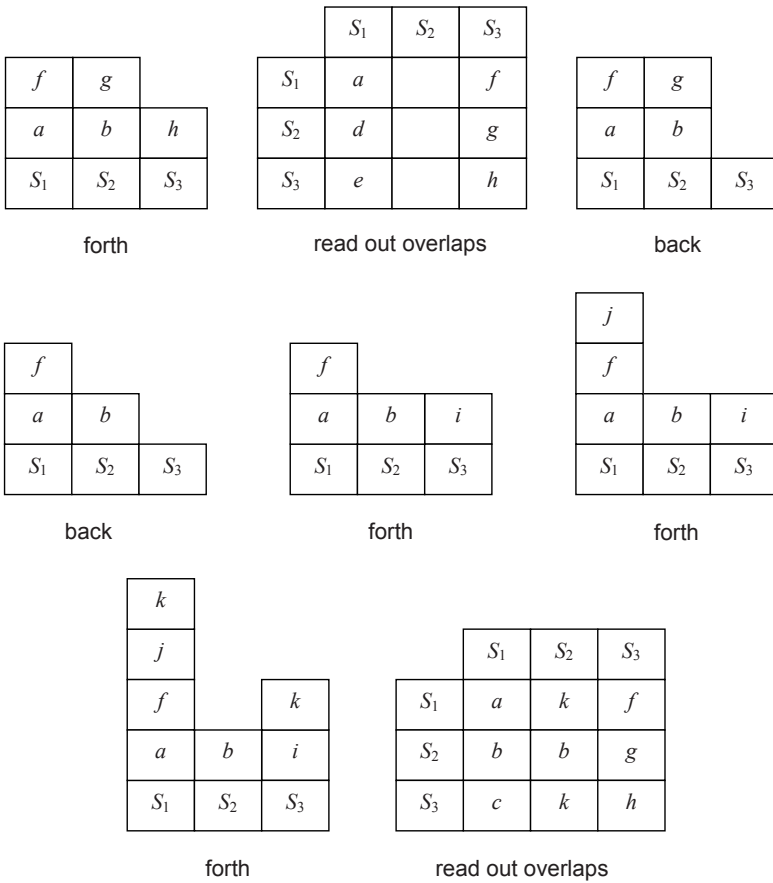 S₁ S₂ S₃
f g
S₁ a f
f g
a b h
S₂ d g
a b
S₁ S₂ S₃
S₃ e h
S₁ S₂ S₃
forth
read out overlaps
back
j
f
f
f
a b
a b i
a b i
S₁ S₂ S₃
S₁ S₂ S₃
S₁ S₂ S₃
back
forth
forth
k
j
S₁ S₂ S₃
f k
S₁ a k f
a b i
S₂ b b g
S₁ S₂ S₃
S₃ c k h
forth
read out overlaps